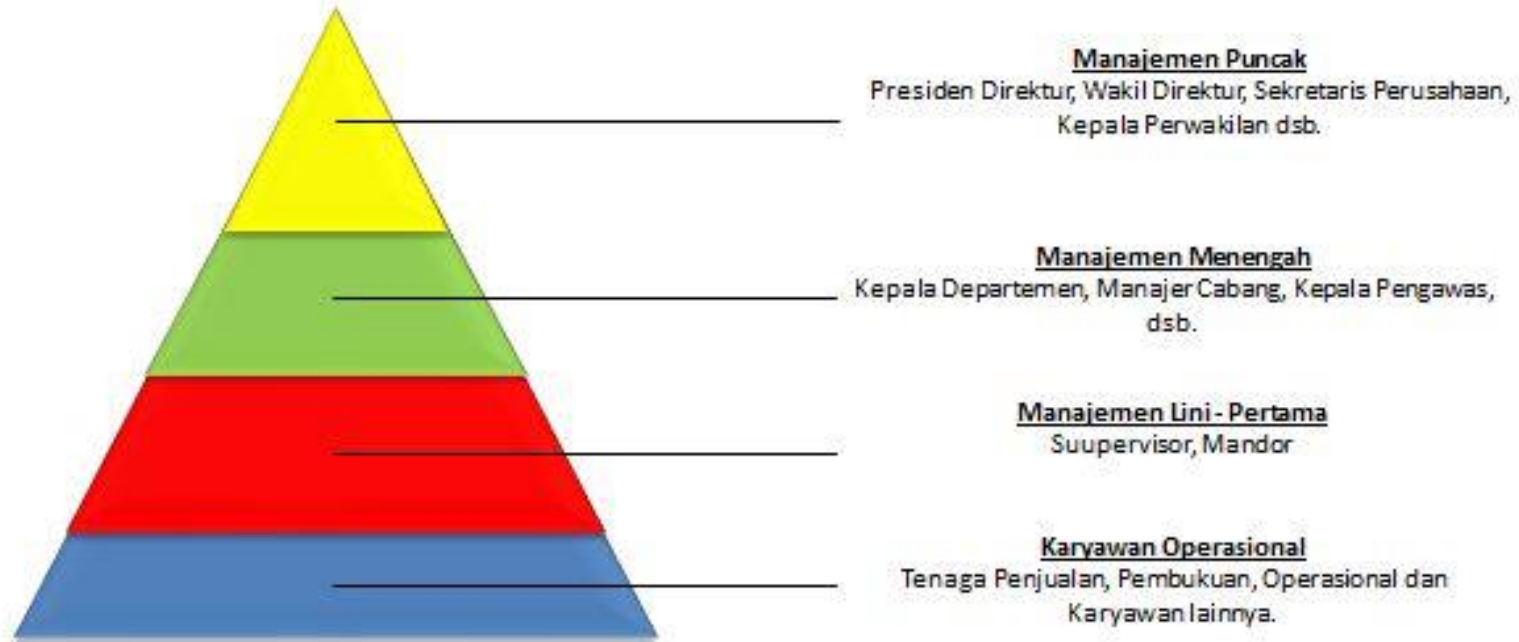 Manajemen Puncak
Presiden Direktur, Wakil Direktur, Sekretaris Perusahaan,
Kepala Perwakilan dsb.
Manajemen Menengah
Kepala Departemen, Manajer Cabang, Kepala Pengawas,
dsb.
Manajemen Lini - Pertama
Suupervisor, Mandor
Karyawan Operasional
Tenaga Penjualan, Pembukuan, Operasional dan
Karyawan lainnya.